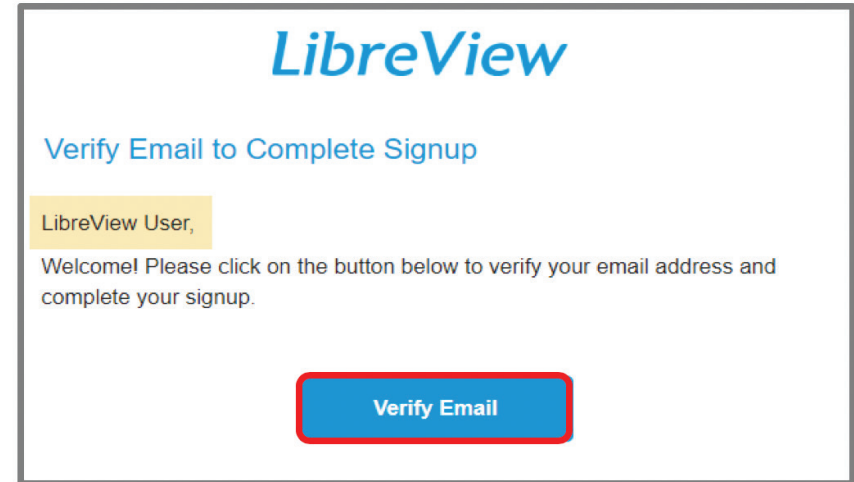 LibreView
Verify Email to Complete Signup
LibreView User,
Welcome! Please click on the button below to verify your email address and
complete your signup.
Verify Email